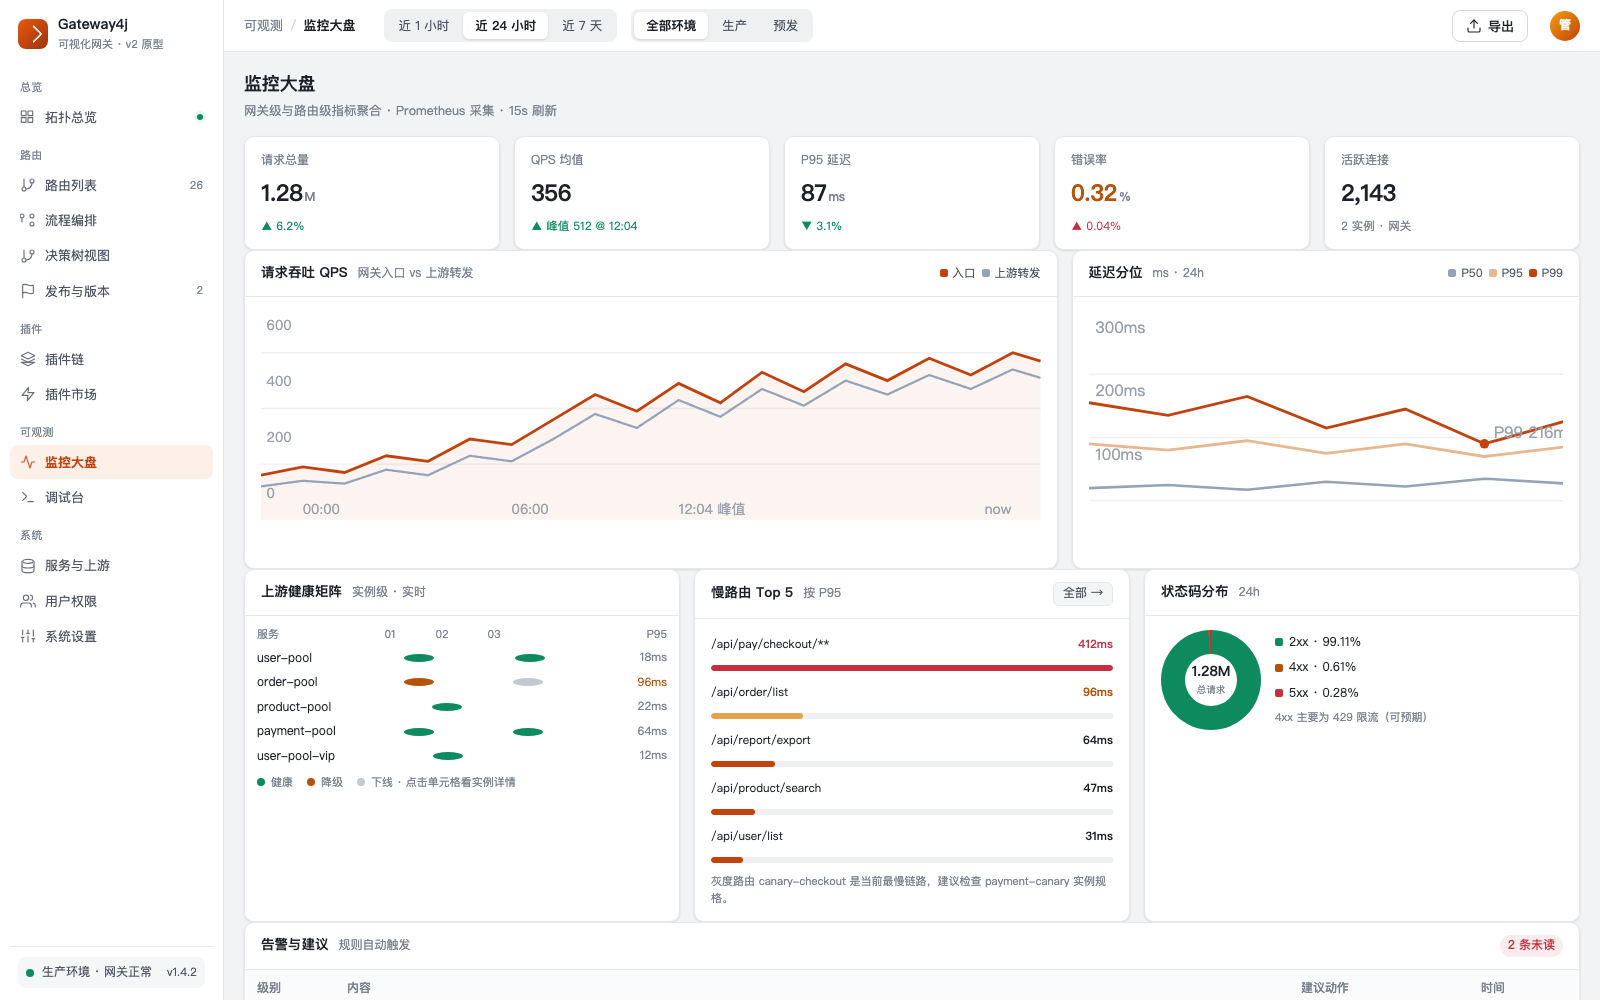 Gateway4j
可视化网关 · v2 原型
总览
拓扑总览
路由
路由列表 26
流程编排
决策树视图
发布与版本 2
插件
插件链
插件市场
可观测
监控大盘
调试台
系统
服务与上游
用户权限
系统设置
生产环境 · 网关正常 v1.4.2
可观测 / 监控大盘 近 1 小时 近 24 小时 近 7 天 全部环境 生产 预发 导出 管
监控大盘
网关级与路由级指标聚合 · Prometheus 采集 · 15s 刷新
请求总量
1.28 M
▲ 6.2%
QPS 均值
356
▲ 峰值 512 @ 12:04
P95 延迟
87 ms
▼ 3.1%
错误率
0.32 %
▲ 0.04%
活跃连接
2,143
2 实例 · 网关
请求吞吐 QPS 网关入口 vs 上游转发 入口 上游转发
600
400
200
0
00:00 06:00 12:04 峰值 now
延迟分位 ms · 24h P50 P95 P99
300ms
200ms
P99 216m
100ms
上游健康矩阵 实例级 · 实时
服务 01 02 03 P95
user-pool 18ms
order-pool 96ms
product-pool 22ms
payment-pool 64ms
user-pool-vip 12ms
健康 降级 下线 · 点击单元格看实例详情
慢路由 Top 5 按 P95 全部 →
/api/pay/checkout/** 412ms
/api/order/list 96ms
/api/report/export 64ms
/api/product/search 47ms
/api/user/list 31ms
灰度路由 canary-checkout 是当前最慢链路，建议检查 payment-canary 实例规
格。
状态码分布 24h
1.28M
总请求
2xx · 99.11%
4xx · 0.61%
5xx · 0.28%
4xx 主要为 429 限流（可预期）
告警与建议 规则自动触发 2 条未读
级别 内容 建议动作 时间